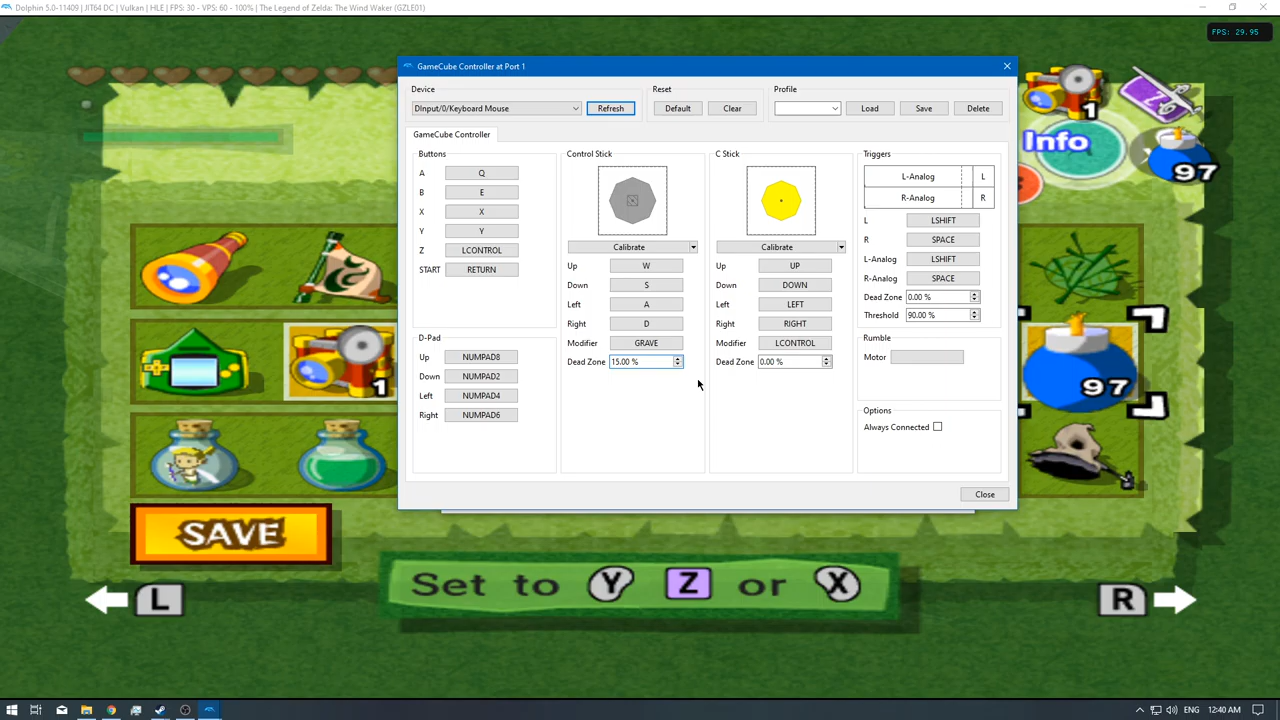 Dolphin 5.0-11409 | JIT64 DC | Vulkan | HLE | FPS: 30 - VPS: 60 - 100% | The Legend of Zelda: The Wind Waker (GZLE01)
FPS: 29.95
GameCube Controller at Port 1
Device
DInput/0/Keyboard Mouse
Refresh
Reset
Default
Clear
Profile
Load
Save
Delete
GameCube Controller
Buttons
A Q
B E
X X
Y Y
Z LCONTROL
START RETURN
D-Pad
Up NUMPAD8
Down NUMPAD2
Left NUMPAD4
Right NUMPAD6
Control Stick
Calibrate
Up W
Down S
Left A
Right D
Modifier GRAVE
Dead Zone 15.00 %
C Stick
Calibrate
Up UP
Down DOWN
Left LEFT
Right RIGHT
Modifier LCONTROL
Dead Zone 0.00 %
Triggers
L-Analog L
R-Analog R
L LSHIFT
R SPACE
L-Analog LSHIFT
R-Analog SPACE
Dead Zone 0.00 %
Threshold 90.00 %
Rumble
Motor
Options
Always Connected
Close
1
Info
97
1
97
SAVE
Set to Y Z or X
L
R
ENG
12:40 AM